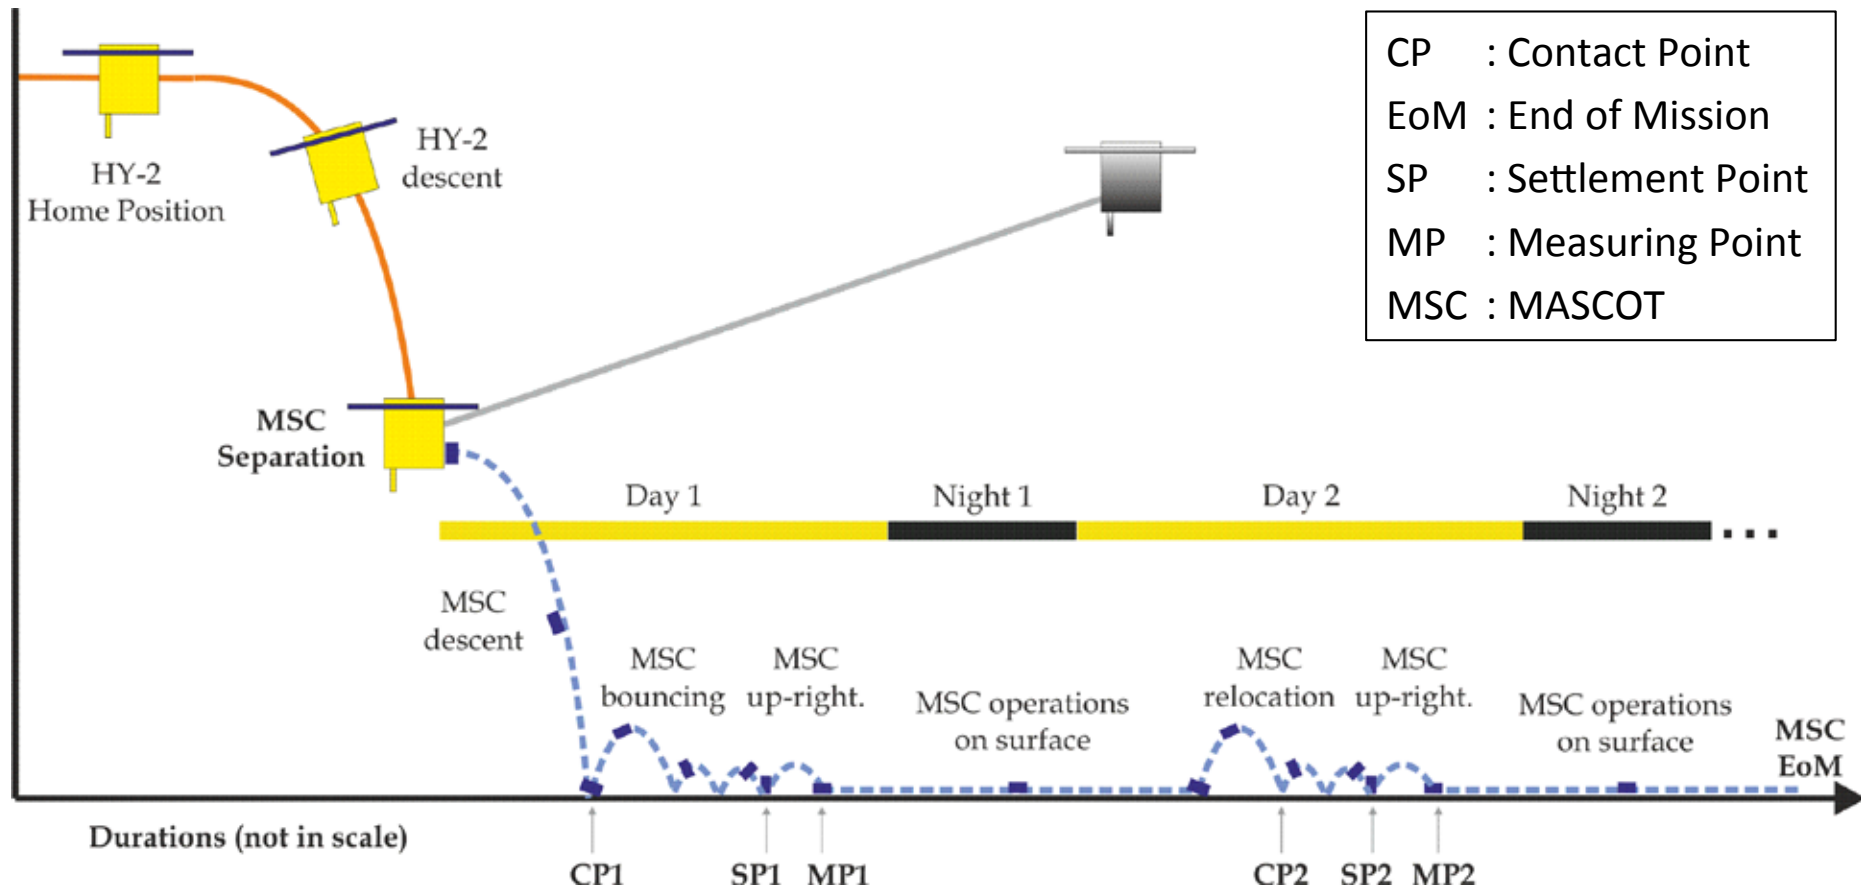 CP : Contact Point
EoM : End of Mission
SP : Settlement Point
MP : Measuring Point
MSC : MASCOT
HY-2
Home Position
HY-2
descent
MSC
Separation
Day 1
Night 1
Day 2
Night 2
...
MSC
descent
MSC
bouncing
MSC
up-right.
MSC operations
on surface
MSC
relocation
MSC
up-right.
MSC operations
on surface
MSC
EoM
Durations (not in scale)
CP1
SP1
MP1
CP2
SP2
MP2